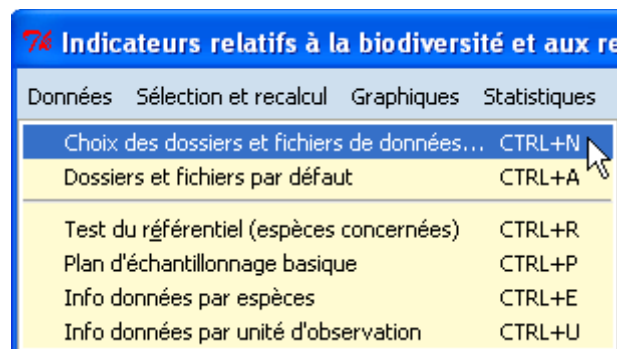 74 Indicateurs relatifs à la biodiversité et aux re
Données Sélection et recalcul Graphiques Statistiques
Choix des dossiers et fichiers de données... CTRL+N
Dossiers et fichiers par défaut CTRL+A
Test du référentiel (espèces concernées) CTRL+R
Plan d'échantillonnage basique CTRL+P
Info données par espèces CTRL+E
Info données par unité d'observation CTRL+U